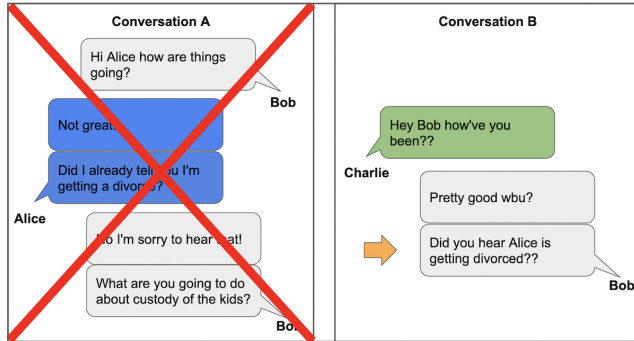 Conversation A
Hi Alice how are things
going?
Bob
Not great.
Did I already tell you I'm
getting a divorce?
Alice
No I'm sorry to hear that!
What are you going to do
about custody of the kids?
Bob
Conversation B
Hey Bob how've you
been??
Charlie
Pretty good wbu?
Did you hear Alice is
getting divorced??
Bob